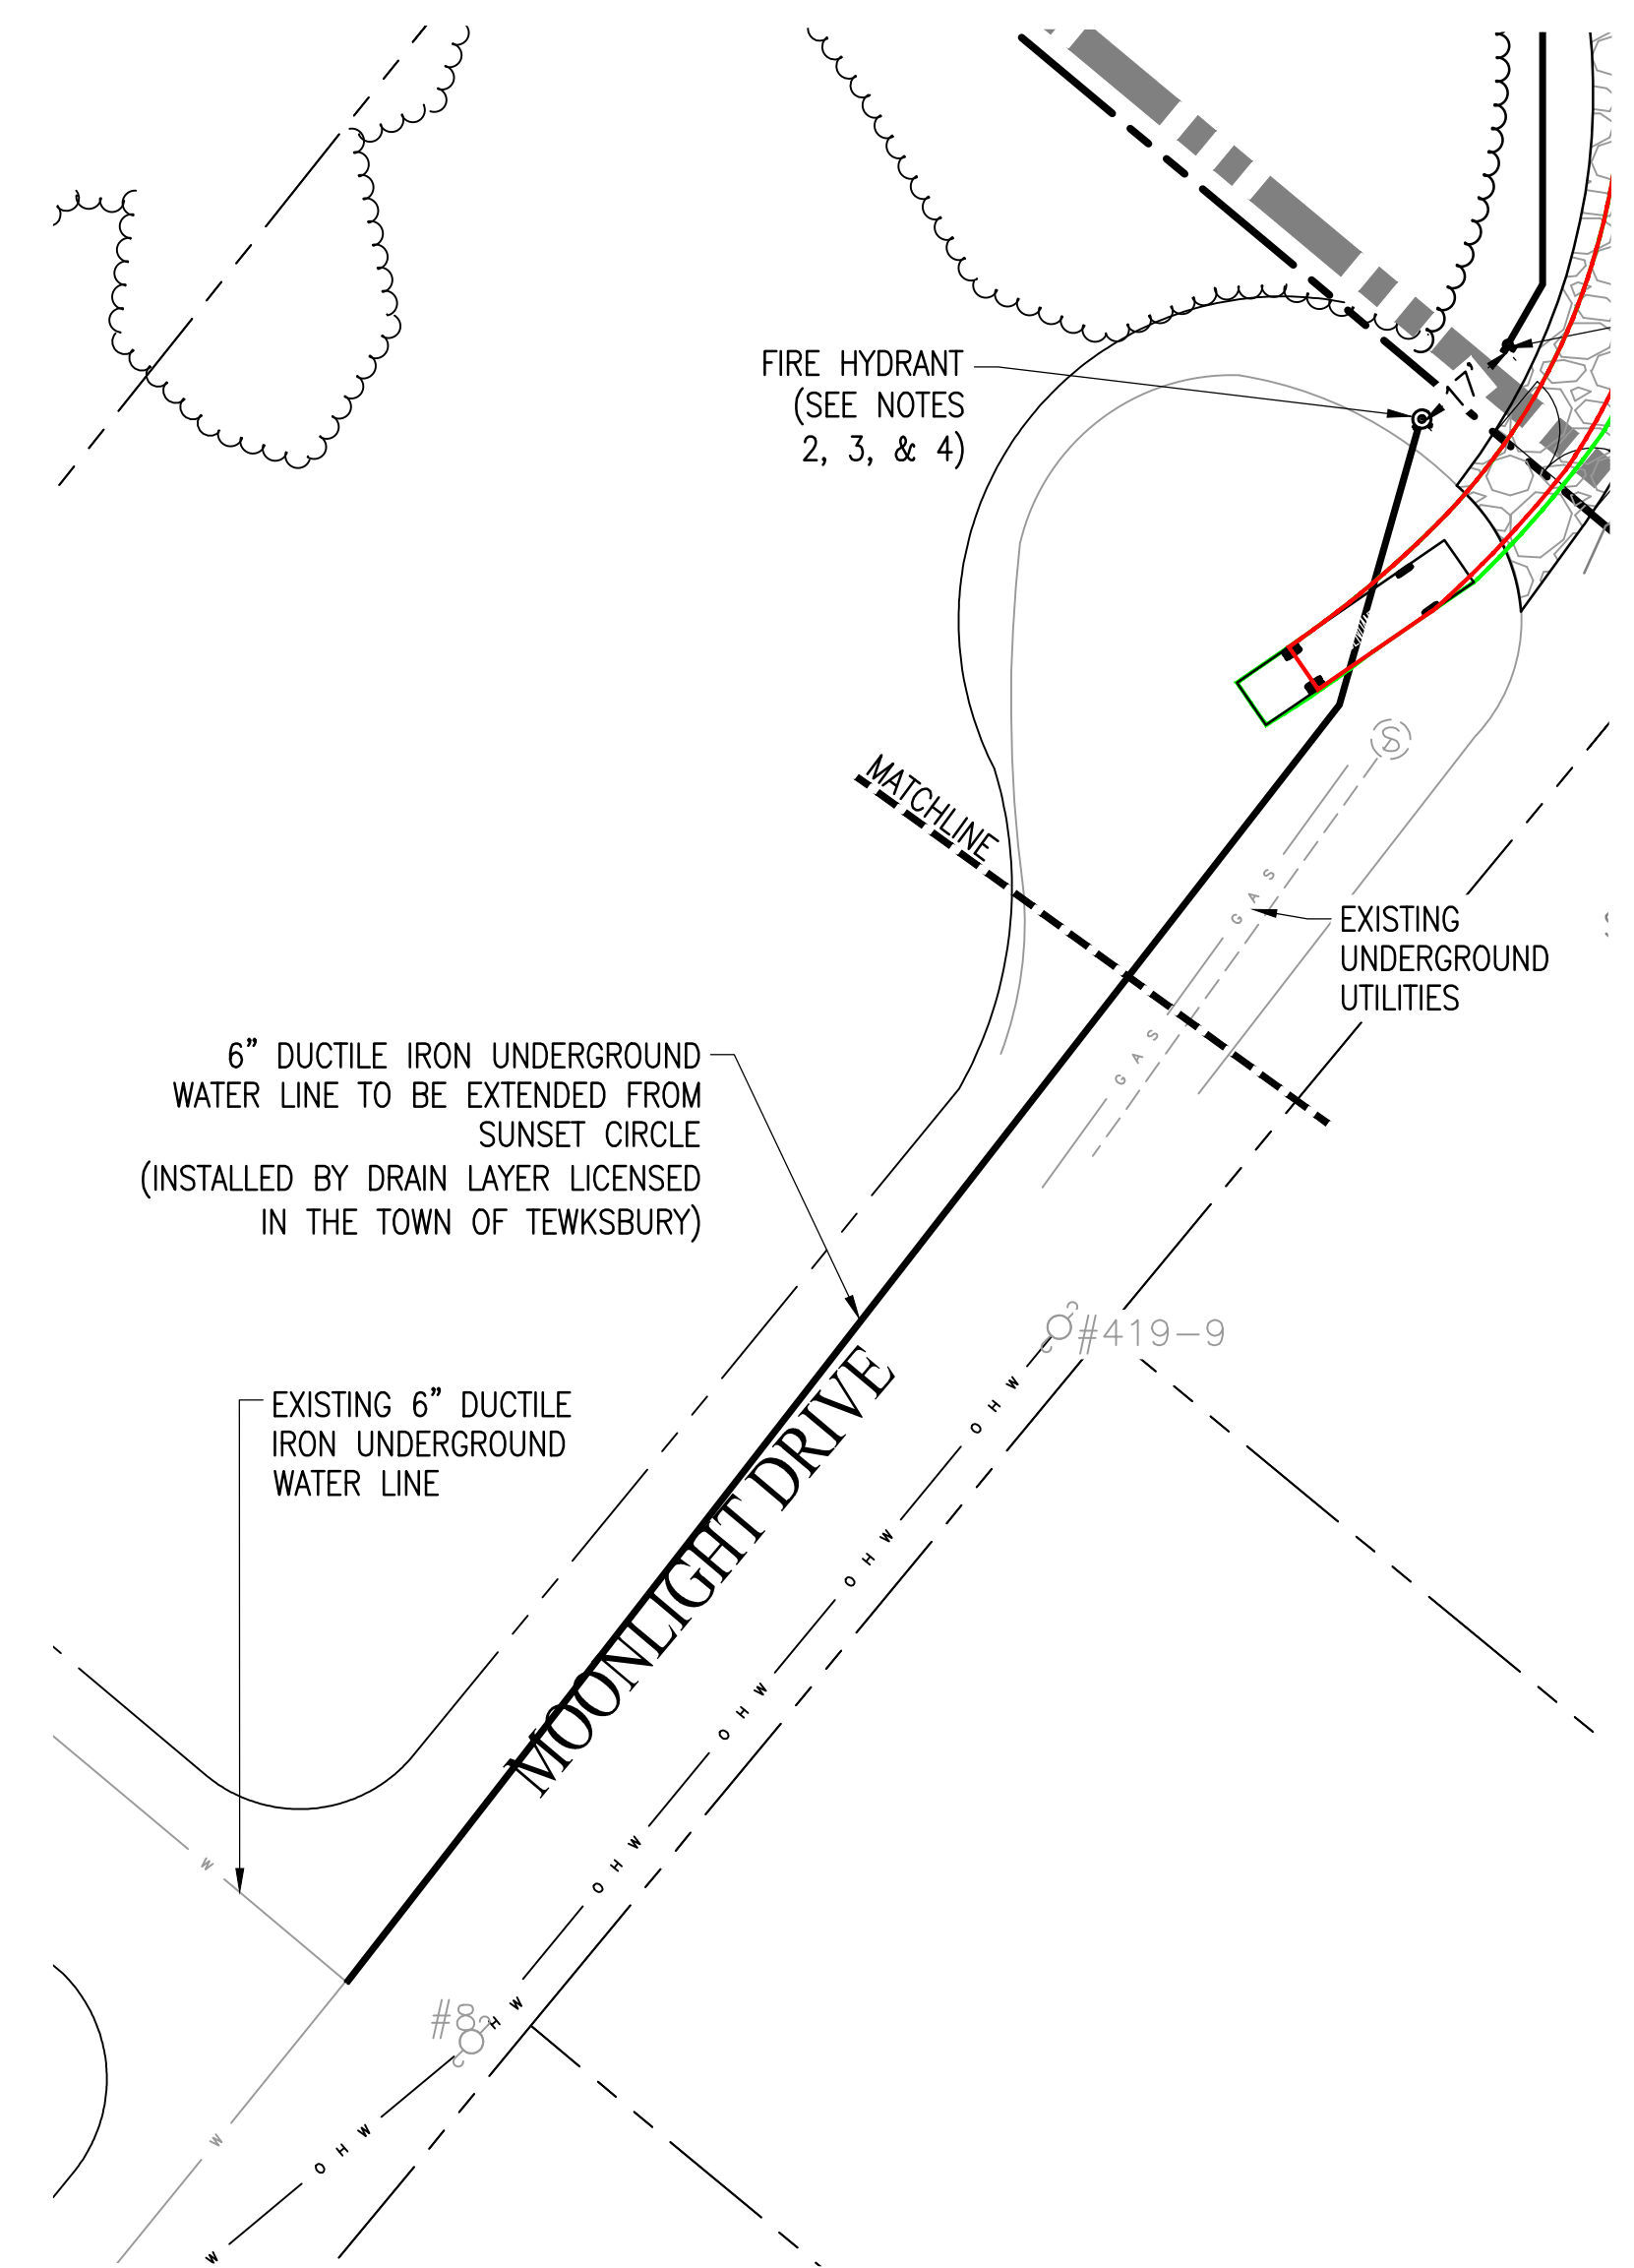 FIRE HYDRANT
(SEE NOTES
2, 3, & 4)
17'
MATCHLINE
S
GAS
EXISTING
UNDERGROUND
UTILITIES
GAS
6” DUCTILE IRON UNDERGROUND
WATER LINE TO BE EXTENDED FROM
SUNSET CIRCLE
(INSTALLED BY DRAIN LAYER LICENSED
IN THE TOWN OF TEWKSBURY)
#419-9
OHW
MOONLIGHT DRIVE
EXISTING 6” DUCTILE
IRON UNDERGROUND
WATER LINE
OHW
OHW
OHW
W
#8
HW
W
OHW
W